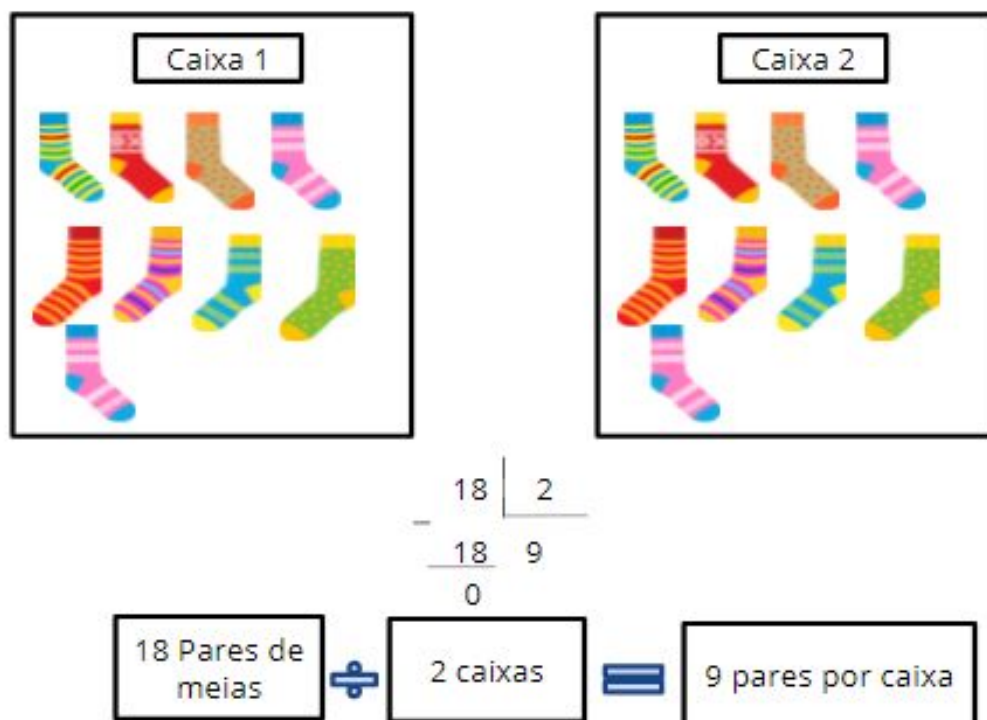 Caixa 1
Caixa 2
18 2
-
18 9
0
18 Pares de
meias
÷
2 caixas
=
9 pares por caixa